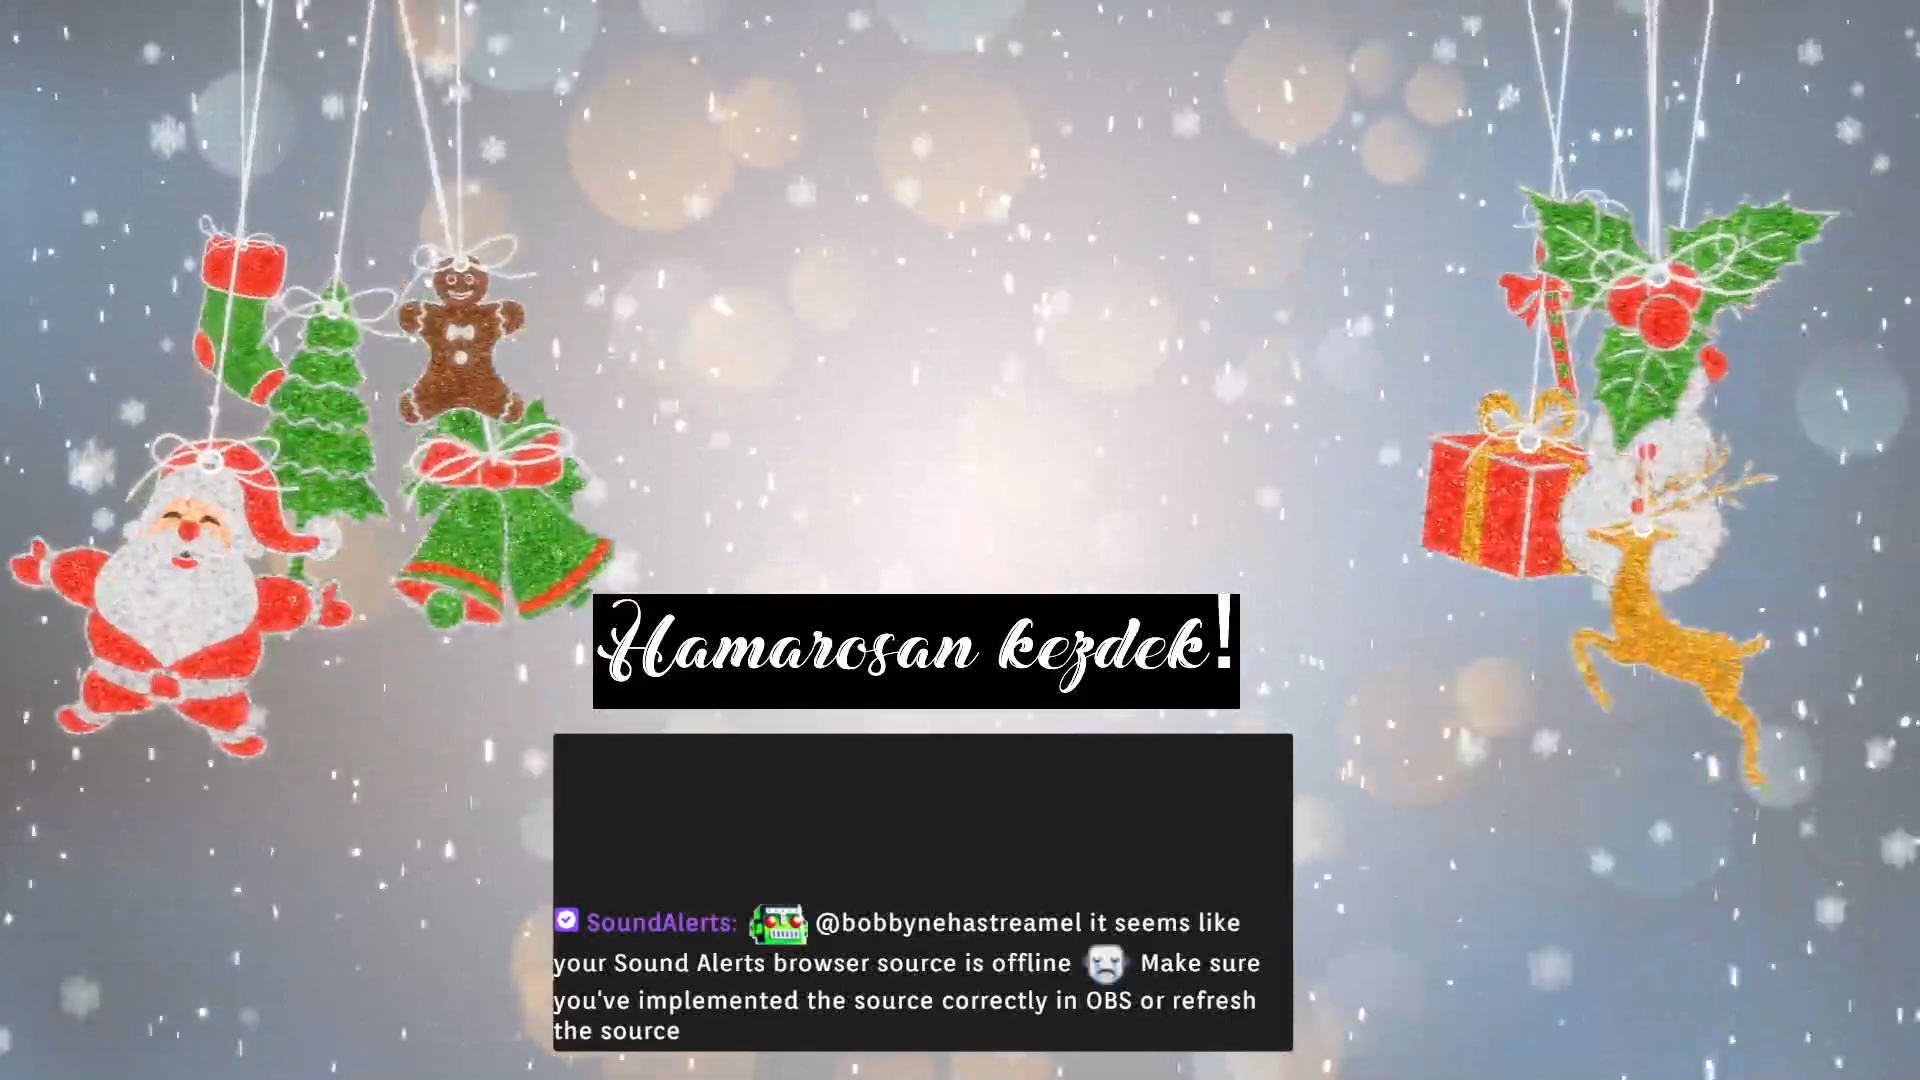 Hamarosan kezdek!
SoundAlerts: @bobbynehastreamel it seems like
your Sound Alerts browser source is offline Make sure
you've implemented the source correctly in OBS or refresh
the source